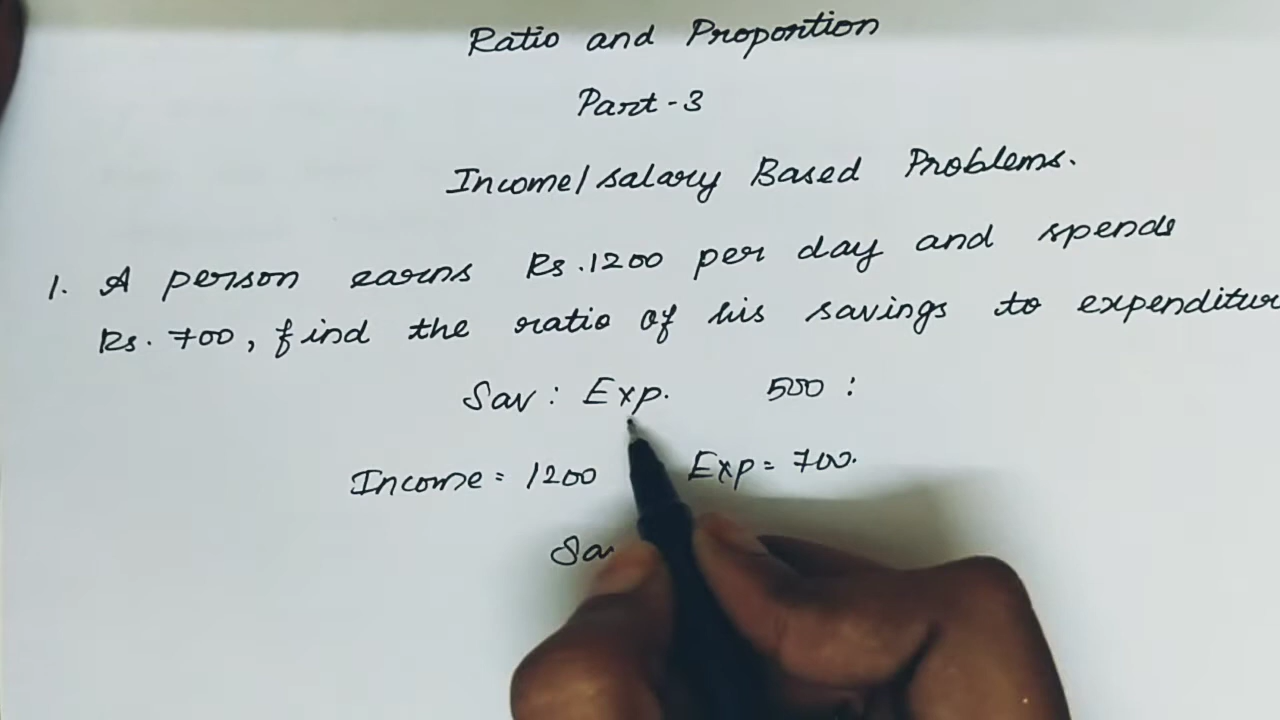 Ratio and Proportion
Part-3
Income/salary Based Problems.
1. A person earns Rs.1200 per day and spends
Rs. 700, find the ratio of his savings to
Sav : Exp. 500 :
Income = 1200 Exp = 700.